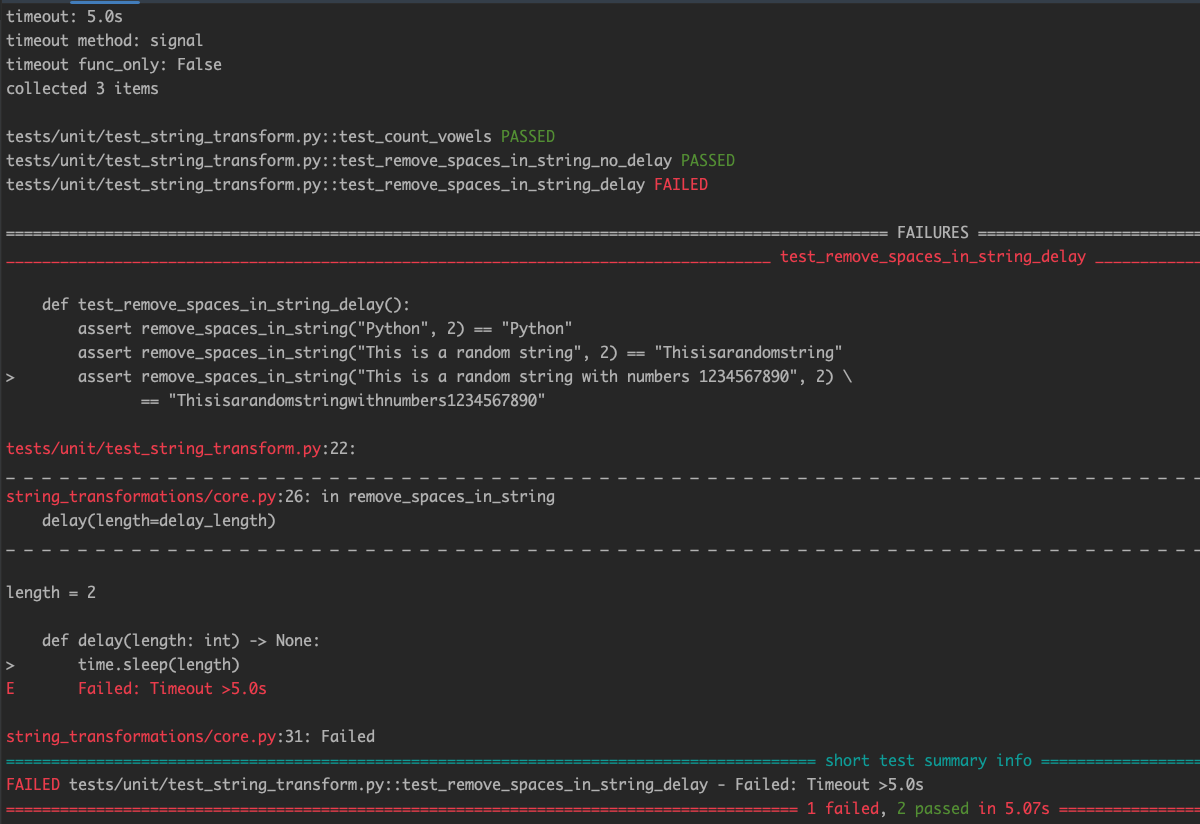 timeout: 5.0s
timeout method: signal
timeout func_only: False
collected 3 items
tests/unit/test_string_transform.py::test_count_vowels PASSED
tests/unit/test_string_transform.py::test_remove_spaces_in_string_no_delay PASSED
tests/unit/test_string_transform.py::test_remove_spaces_in_string_delay FAILED
================================================================================================== FAILURES =========================
_____________________________________________________________________________________ test_remove_spaces_in_string_delay ____________
    def test_remove_spaces_in_string_delay():
        assert remove_spaces_in_string("Python", 2) == "Python"
        assert remove_spaces_in_string("This is a random string", 2) == "Thisisarandomstring"
>       assert remove_spaces_in_string("This is a random string with numbers 1234567890", 2) \
               == "Thisisarandomstringwithnumbers1234567890"
tests/unit/test_string_transform.py:22:
_ _ _ _ _ _ _ _ _ _ _ _ _ _ _ _ _ _ _ _ _ _ _ _ _ _ _ _ _ _ _ _ _ _ _ _ _ _ _ _ _ _ _ _ _ _ _ _ _ _ _ _ _ _ _ _ _ _ _ _ _ _ _ _ _ _ _
string_transformations/core.py:26: in remove_spaces_in_string
    delay(length=delay_length)
_ _ _ _ _ _ _ _ _ _ _ _ _ _ _ _ _ _ _ _ _ _ _ _ _ _ _ _ _ _ _ _ _ _ _ _ _ _ _ _ _ _ _ _ _ _ _ _ _ _ _ _ _ _ _ _ _ _ _ _ _ _ _ _ _ _ _
length = 2
    def delay(length: int) -> None:
>       time.sleep(length)
E       Failed: Timeout >5.0s
string_transformations/core.py:31: Failed
========================================================================================== short test summary info ==================
FAILED tests/unit/test_string_transform.py::test_remove_spaces_in_string_delay - Failed: Timeout >5.0s
======================================================================================== 1 failed, 2 passed in 5.07s ================